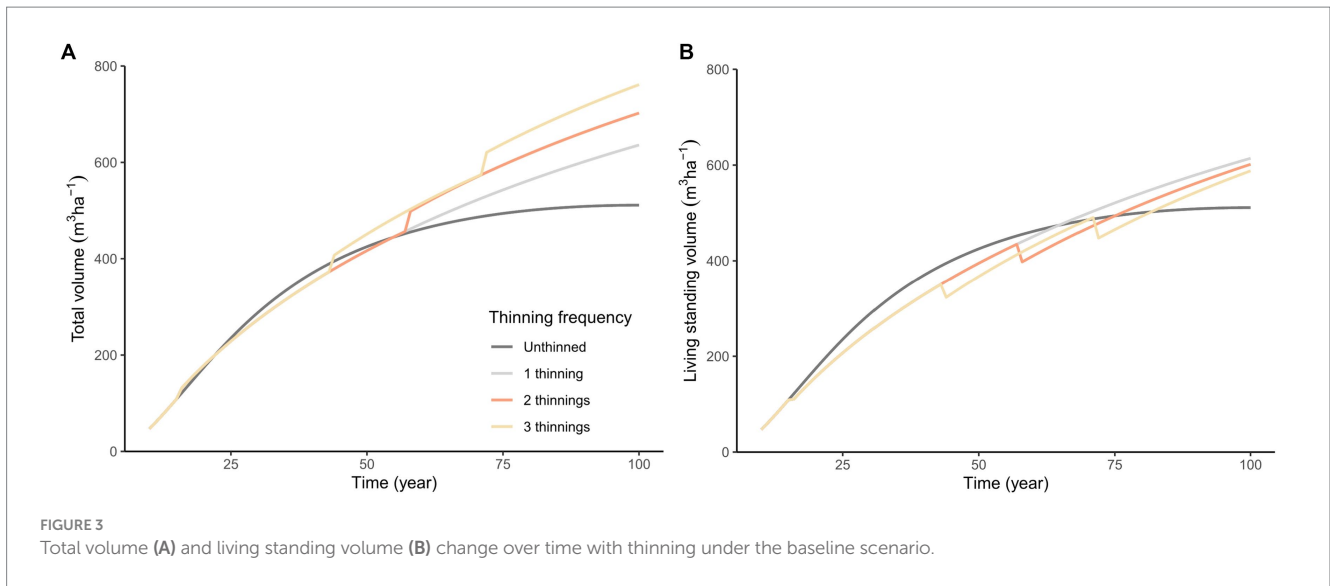 A
800
600
400
200
0
25
50
75
100
Total volume (m³ha⁻¹)
Time (year)
Thinning frequency
Unthinned
1 thinning
2 thinnings
3 thinnings
B
800
600
400
200
0
25
50
75
100
Living standing volume (m³ha⁻¹)
Time (year)
FIGURE 3
Total volume (A) and living standing volume (B) change over time with thinning under the baseline scenario.